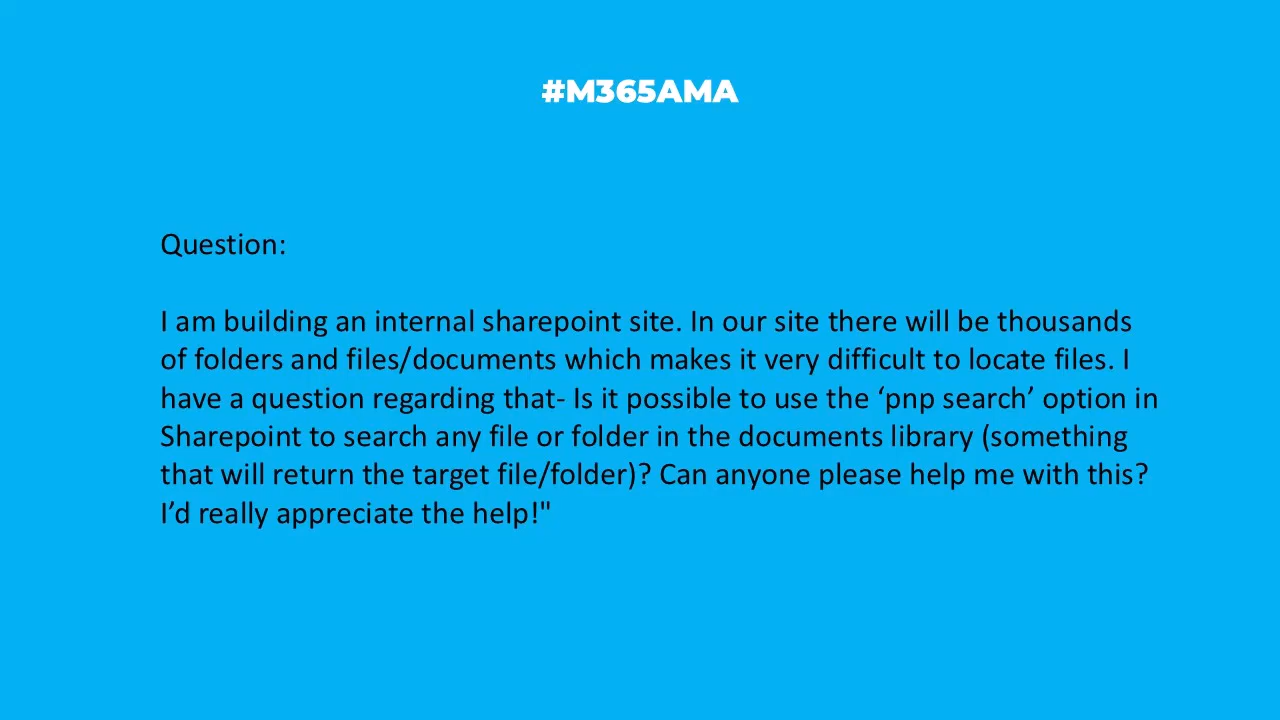 #M365AMA
Question:
I am building an internal sharepoint site. In our site there will be thousands
of folders and files/documents which makes it very difficult to locate files. I
have a question regarding that- Is it possible to use the ‘pnp search’ option in
Sharepoint to search any file or folder in the documents library (something
that will return the target file/folder)? Can anyone please help me with this?
I’d really appreciate the help!"